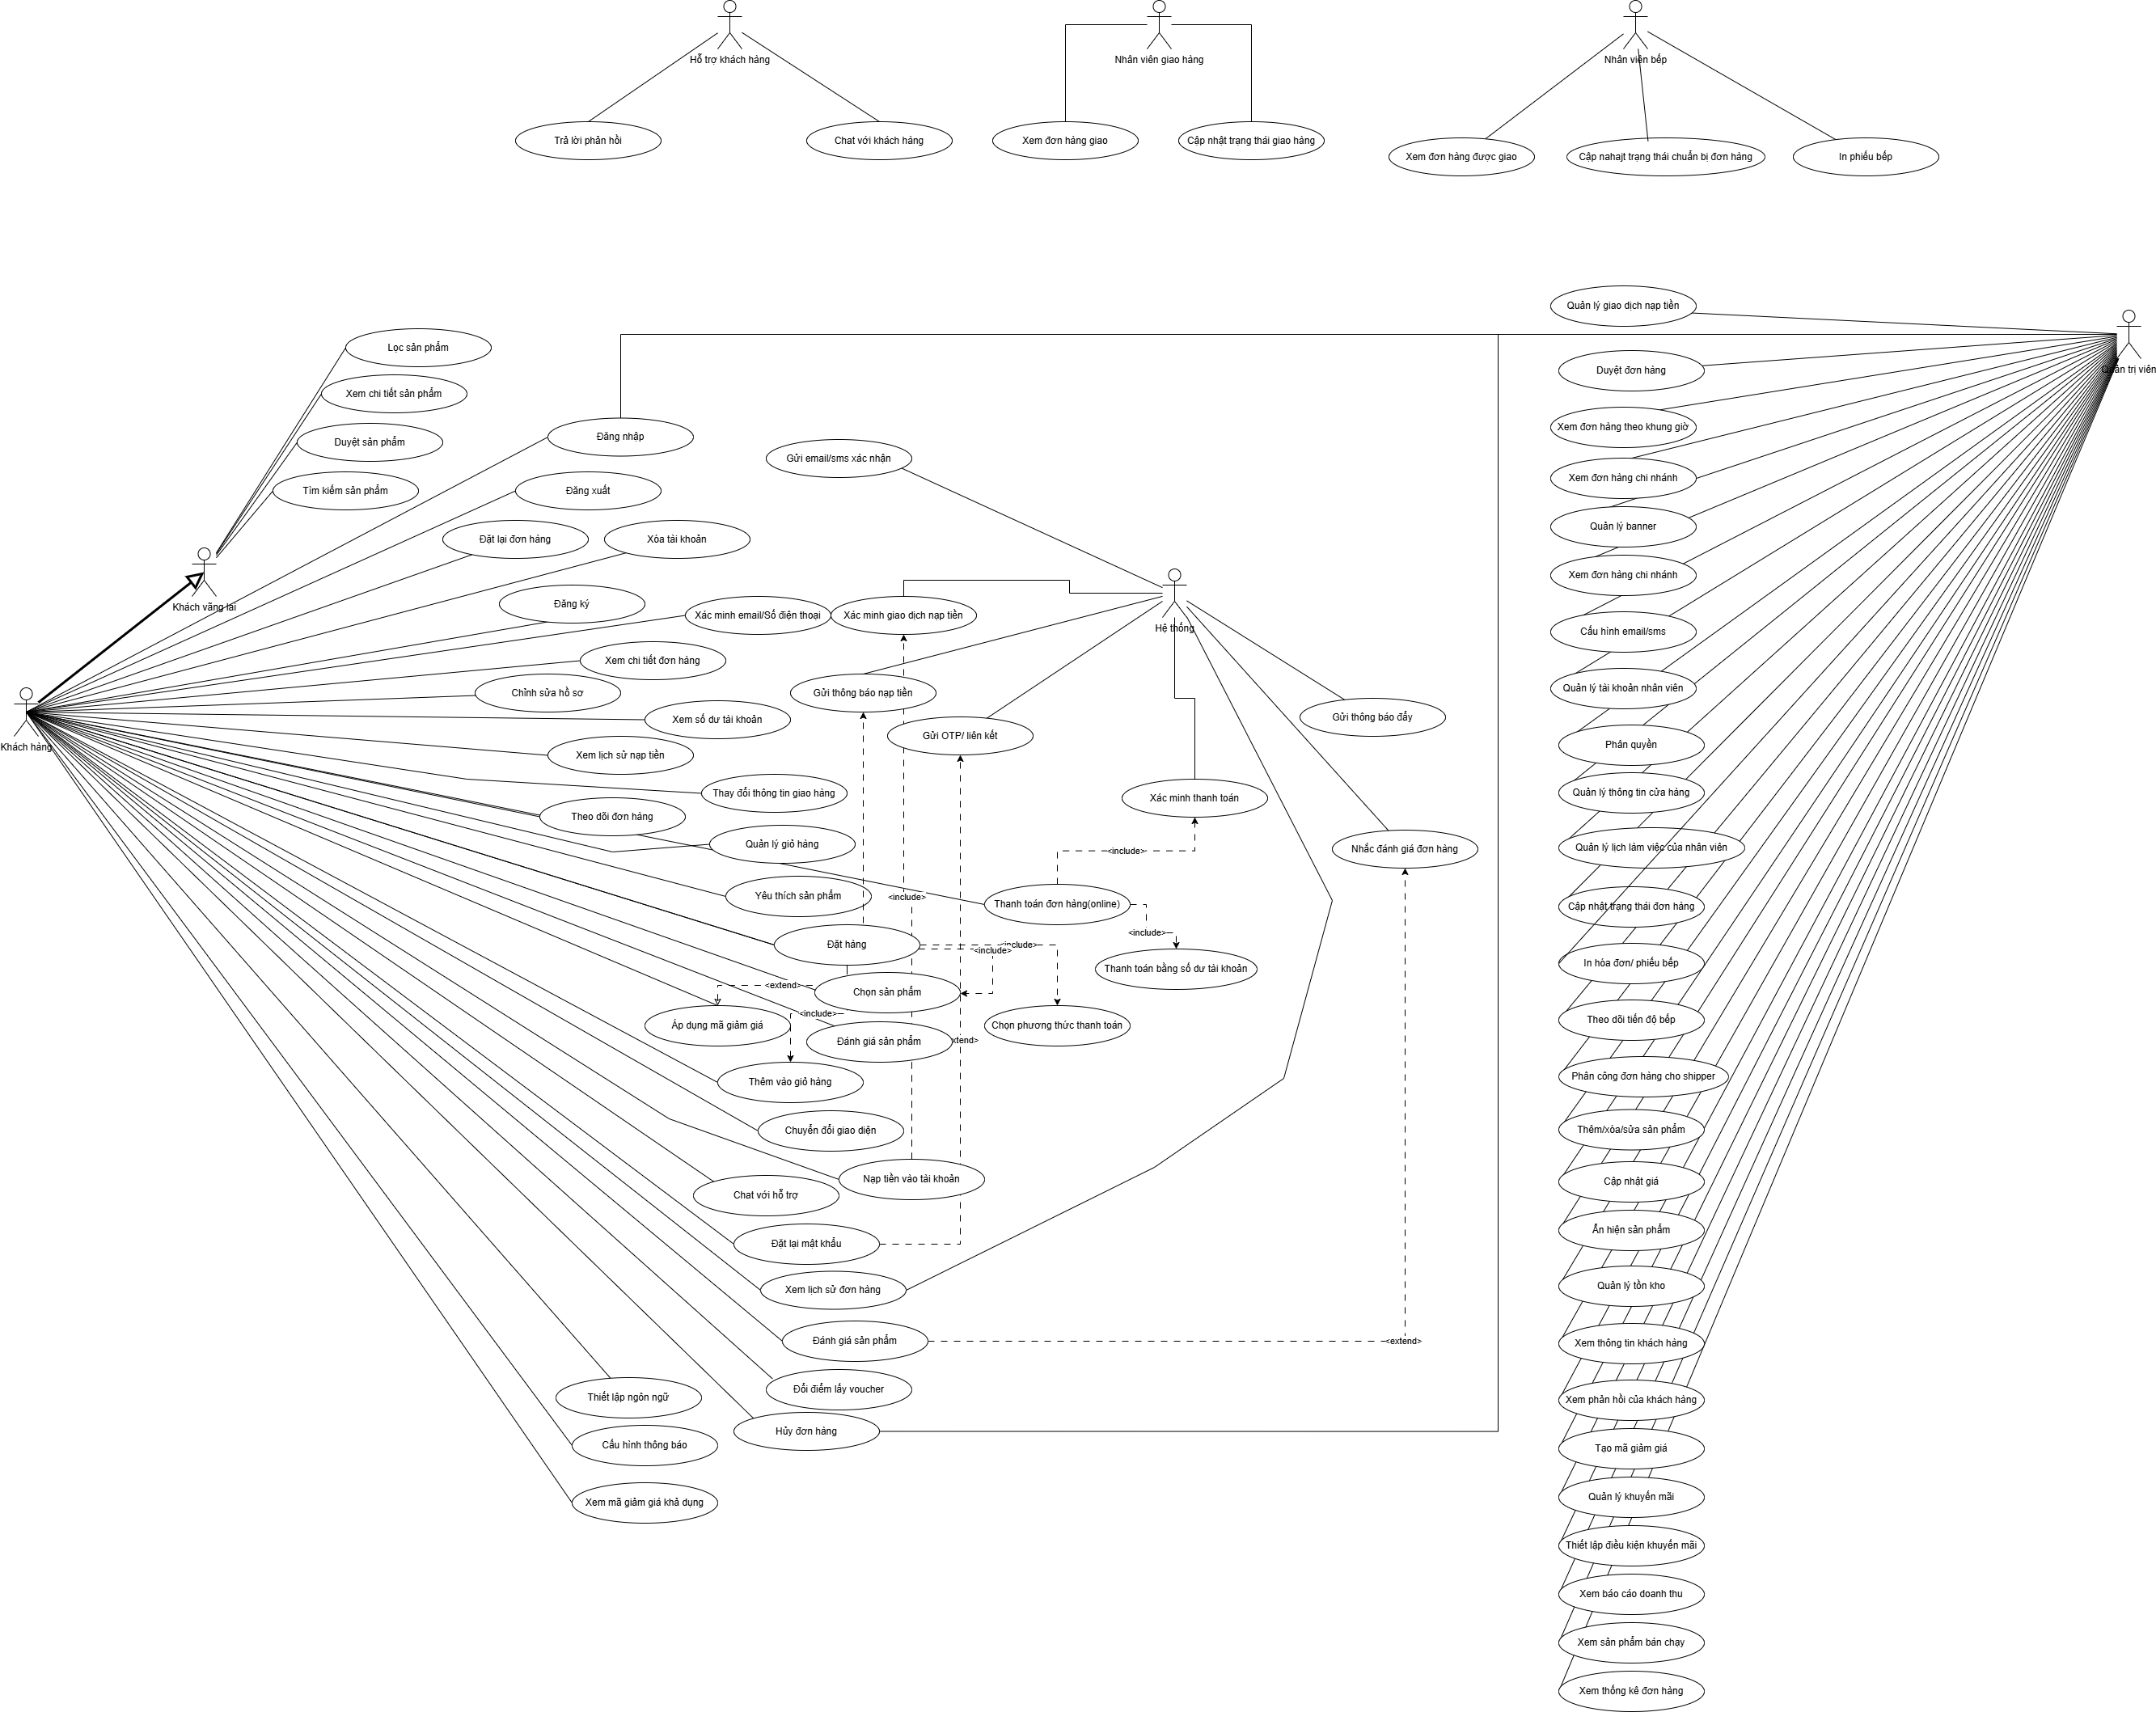 Hỗ trợ khách hàng
Nhân viên giao hàng
Nhân viên bếp
Trả lời phản hồi
Chat với khách hàng
Xem đơn hàng giao
Cập nhật trạng thái giao hàng
Xem đơn hàng được giao
Cập nahajt trạng thái chuẩn bị đơn hàng
In phiếu bếp
Quản lý giao dịch nạp tiền
Quản trị viên
Lọc sản phẩm
Xem chi tiết sản phẩm
Duyệt sản phẩm
Tìm kiếm sản phẩm
Khách vãng lai
Khách hàng
Đăng nhập
Đăng xuất
Đặt lại đơn hàng
Xóa tài khoản
Đăng ký
Xác minh email/Số điện thoại
Xác minh giao dịch nạp tiền
Xem chi tiết đơn hàng
Chỉnh sửa hồ sơ
Xem số dư tài khoản
Xem lịch sử nạp tiền
Thay đổi thông tin giao hàng
Theo dõi đơn hàng
Quản lý giỏ hàng
Yêu thích sản phẩm
Đặt hàng
Chọn sản phẩm
Áp dụng mã giảm giá
Đánh giá sản phẩm
Thêm vào giỏ hàng
Chuyển đổi giao diện
Nạp tiền vào tài khoản
Chat với hỗ trợ
Đặt lại mật khẩu
Xem lịch sử đơn hàng
Đánh giá sản phẩm
Đổi điểm lấy voucher
Thiết lập ngôn ngữ
Hủy đơn hàng
Cấu hình thông báo
Xem mã giảm giá khả dụng
Gửi email/sms xác nhận
Hệ thống
Gửi thông báo nạp tiền
Gửi OTP/ liên kết
Gửi thông báo đẩy
Xác minh thanh toán
Nhắc đánh giá đơn hàng
<include>
<include>
Thanh toán đơn hàng(online)
<include>
<include>
<include>
Thanh toán bằng số dư tài khoản
<extend>
<include>
Chọn phương thức thanh toán
xtend>
<extend>
Duyệt đơn hàng
Xem đơn hàng theo khung giờ
Xem đơn hàng chi nhánh
Quản lý banner
Xem đơn hàng chi nhánh
Cấu hình email/sms
Quản lý tài khoản nhân viên
Phân quyền
Quản lý thông tin cửa hàng
Quản lý lịch làm việc của nhân viên
Cập nhật trạng thái đơn hàng
In hóa đơn/ phiếu bếp
Theo dõi tiến độ bếp
Phân công đơn hàng cho shipper
Thêm/xóa/sửa sản phẩm
Cập nhật giá
Ẩn hiện sản phẩm
Quản lý tồn kho
Xem thông tin khách hàng
Xem phản hồi của khách hàng
Tạo mã giảm giá
Quản lý khuyến mãi
Thiết lập điều kiện khuyến mãi
Xem báo cáo doanh thu
Xem sản phẩm bán chạy
Xem thống kê đơn hàng